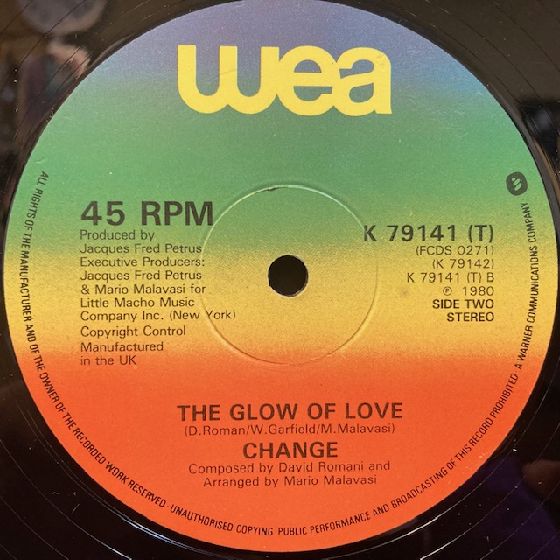 wea
45 RPM
Produced by
Jacques Fred Petrus
Executive Producers:
Jacques Fred Petrus
& Mario Malavasi for
Little Macho Music
Company Inc. (New York)
Copyright Control
Manufactured
in the UK
K 79141 (T)
(FCDS 0271)
(K 79142)
K 79141 (T) B
℗ 1980
SIDE TWO
STEREO
THE GLOW OF LOVE
(D.Roman/W.Garfield/M.Malavasi)
CHANGE
Composed by David Romani and
Arranged by Mario Malavasi
ALL RIGHTS OF THE MANUFACTURER AND OF THE OWNER OF THE RECORDED WORK RESERVED · UNAUTHORISED COPYING PUBLIC PERFORMANCE AND BROADCASTING OF THIS RECORD PROHIBITED · A WARNER COMMUNICATIONS COMPANY